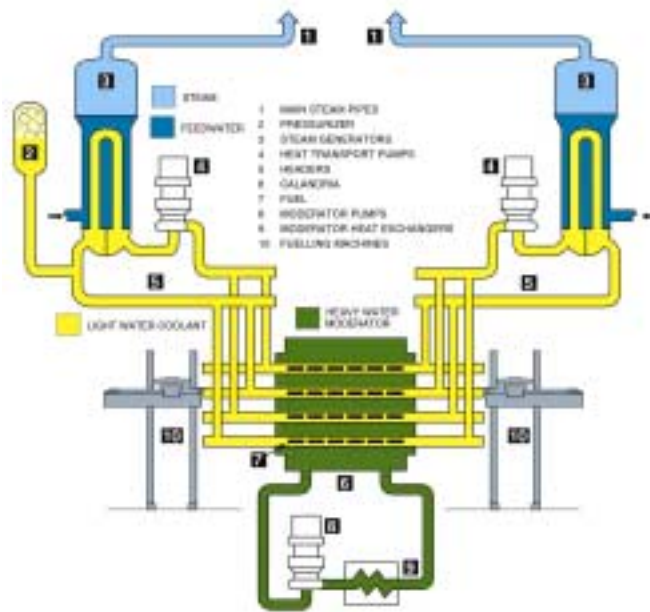 1
1
3
3
STEAM
FEEDWATER
2
4
4
1 MAIN STEAM PIPES
2 PRESSURIZER
3 STEAM GENERATORS
4 HEAT TRANSPORT PUMPS
5 HEADERS
6 CALANDRIA
7 FUEL
8 MODERATOR PUMPS
9 MODERATOR HEAT EXCHANGERS
10 FUELLING MACHINES
5
5
LIGHT WATER COOLANT
HEAVY WATER
MODERATOR
10
10
7
6
8
9